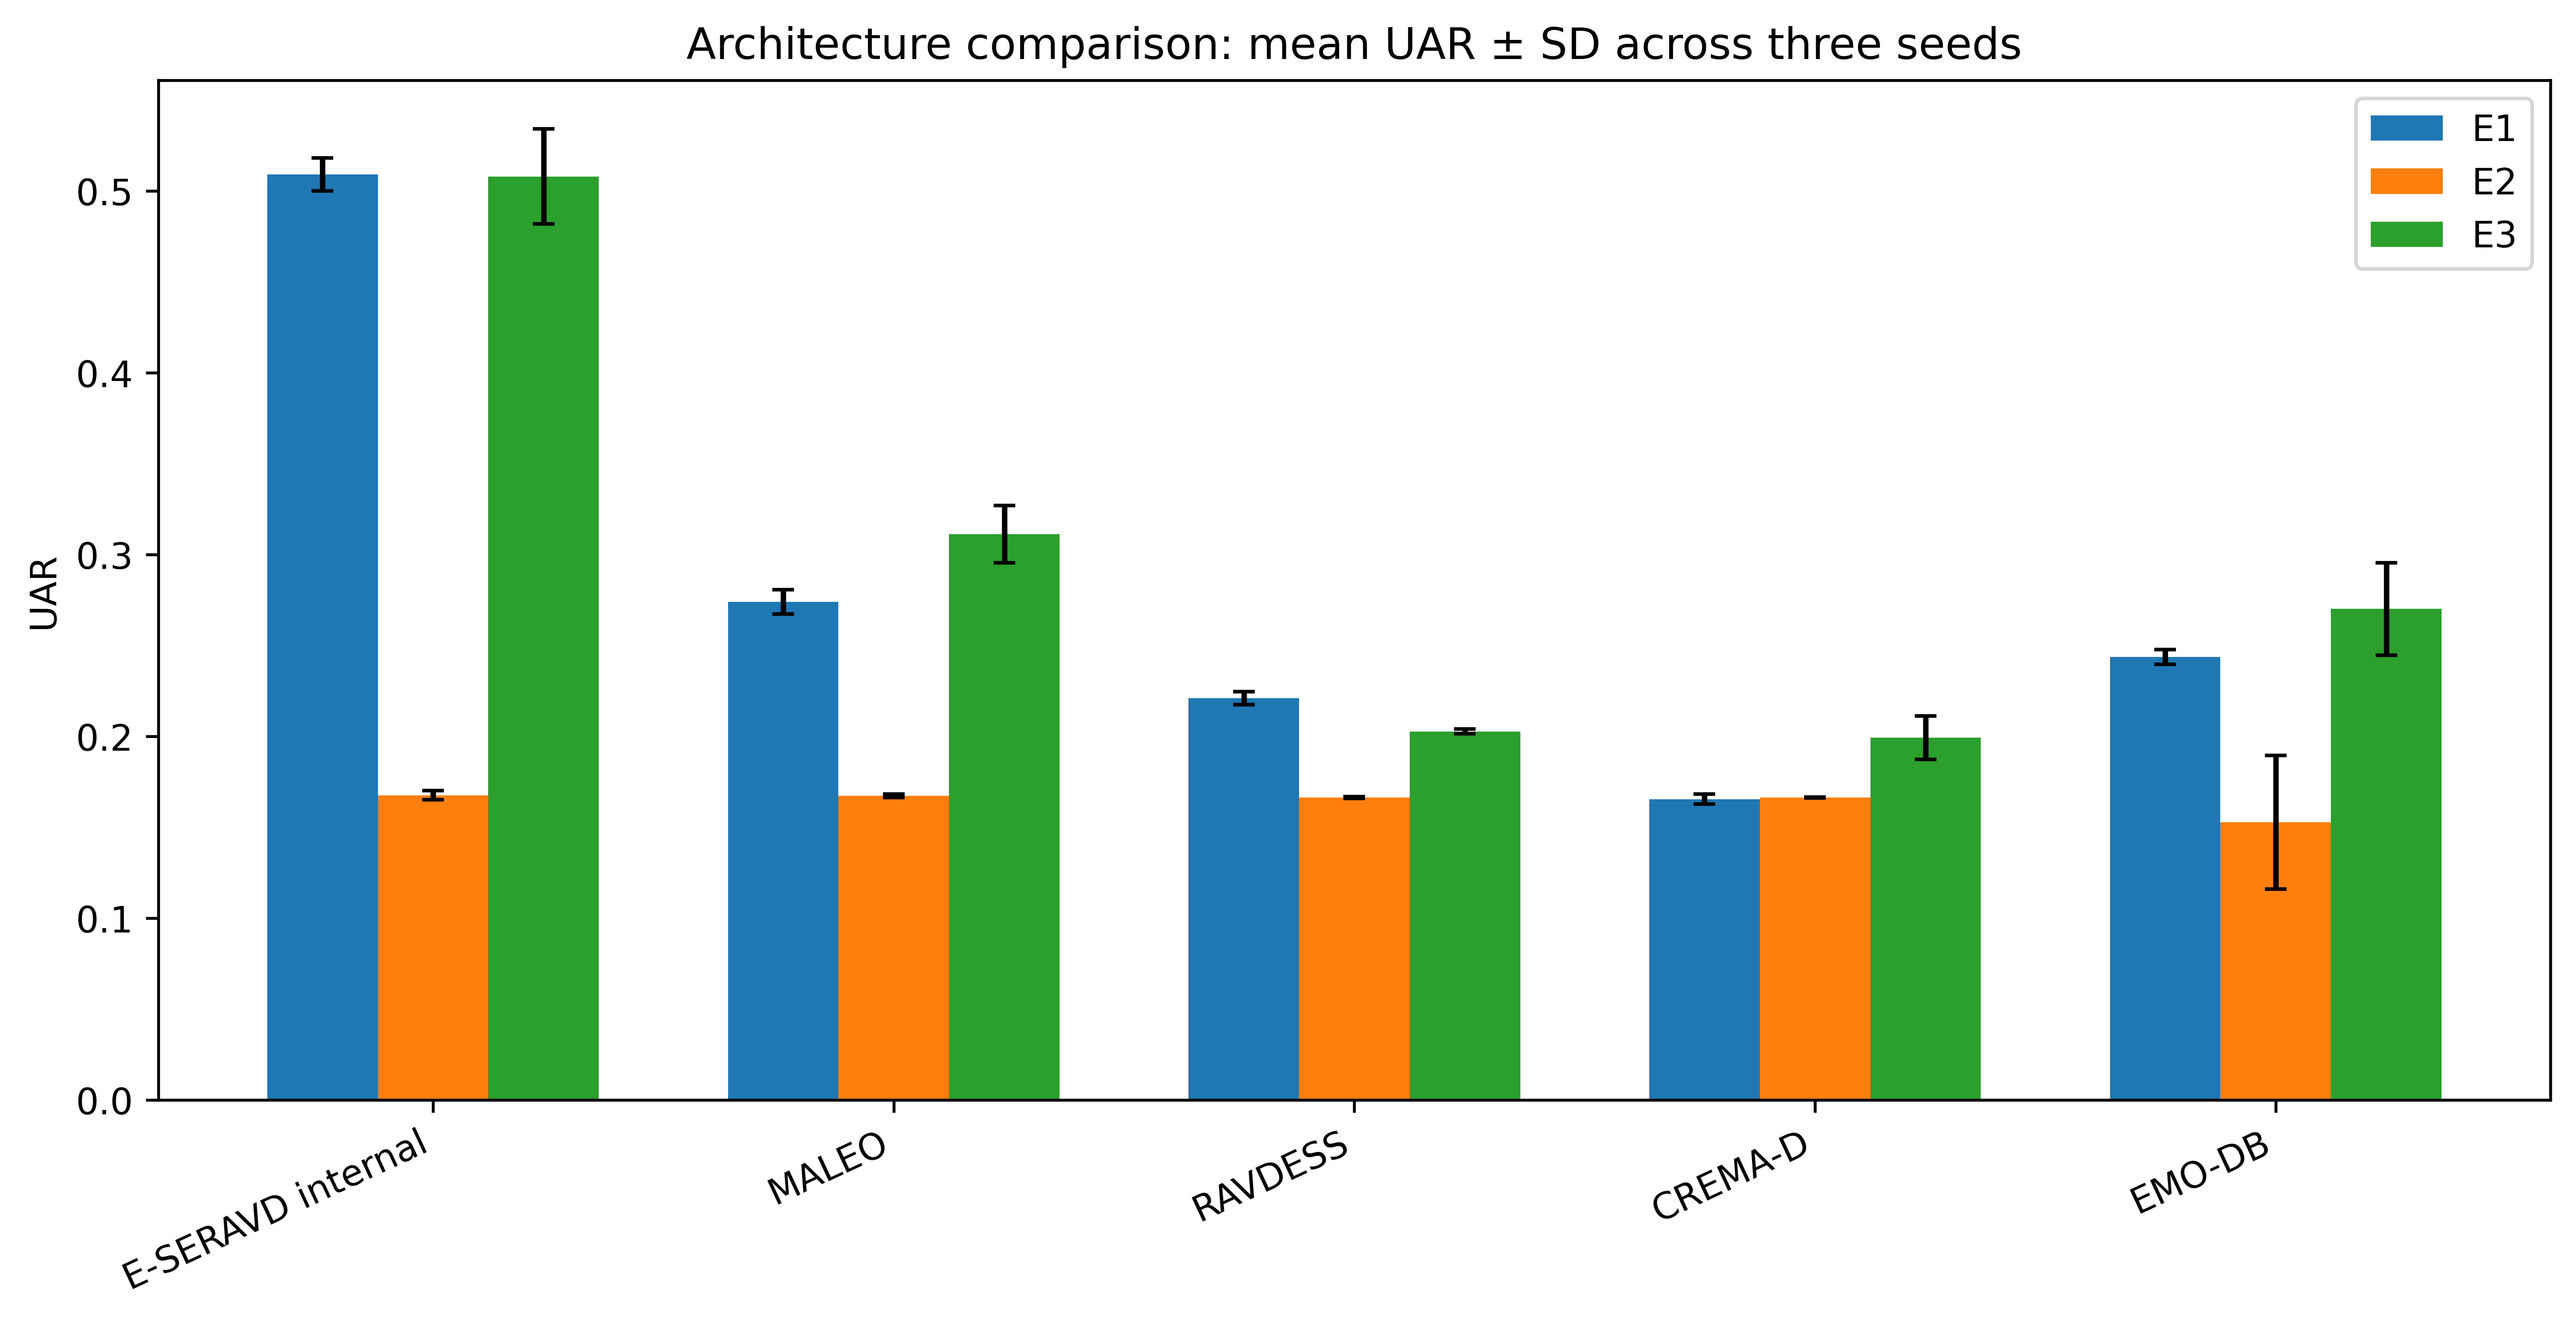 Architecture comparison: mean UAR ± SD across three seeds
E1
E2
E3
UAR
0.5
0.4
0.3
0.2
0.1
0.0
E-SERAVD internal
MALEO
RAVDESS
CREMA-D
EMO-DB